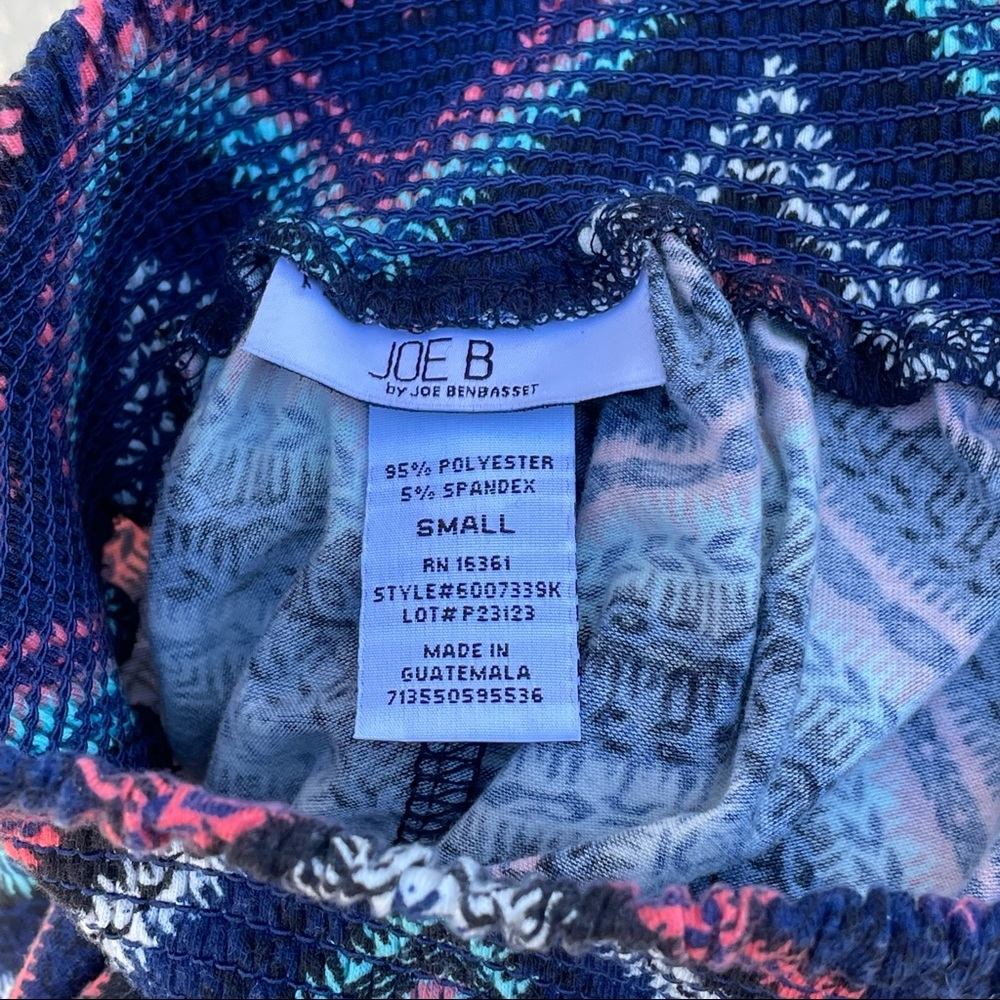 JOE B
by JOE BENBASSET
95% POLYESTER
5% SPANDEX
SMALL
RN 16361
STYLE#6007339K
LOT# P23123
MADE IN
GUATEMALA
713550595536